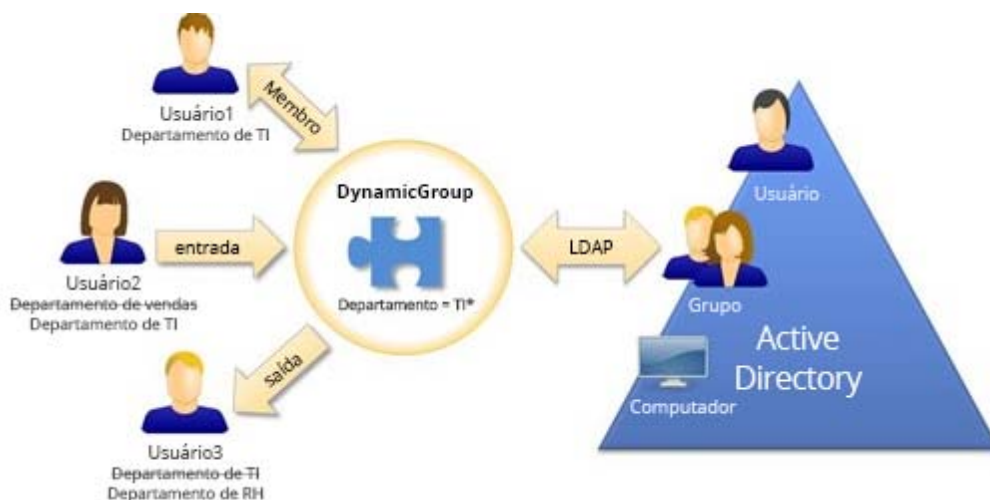 Usuário1
Departamento de TI
Membro
Usuário2
Departamento de vendas
Departamento de TI
entrada
Usuário3
Departamento de TI
Departamento de RH
saída
DynamicGroup
Departamento = TI*
LDAP
Usuário
Grupo
Computador
Active
Directory